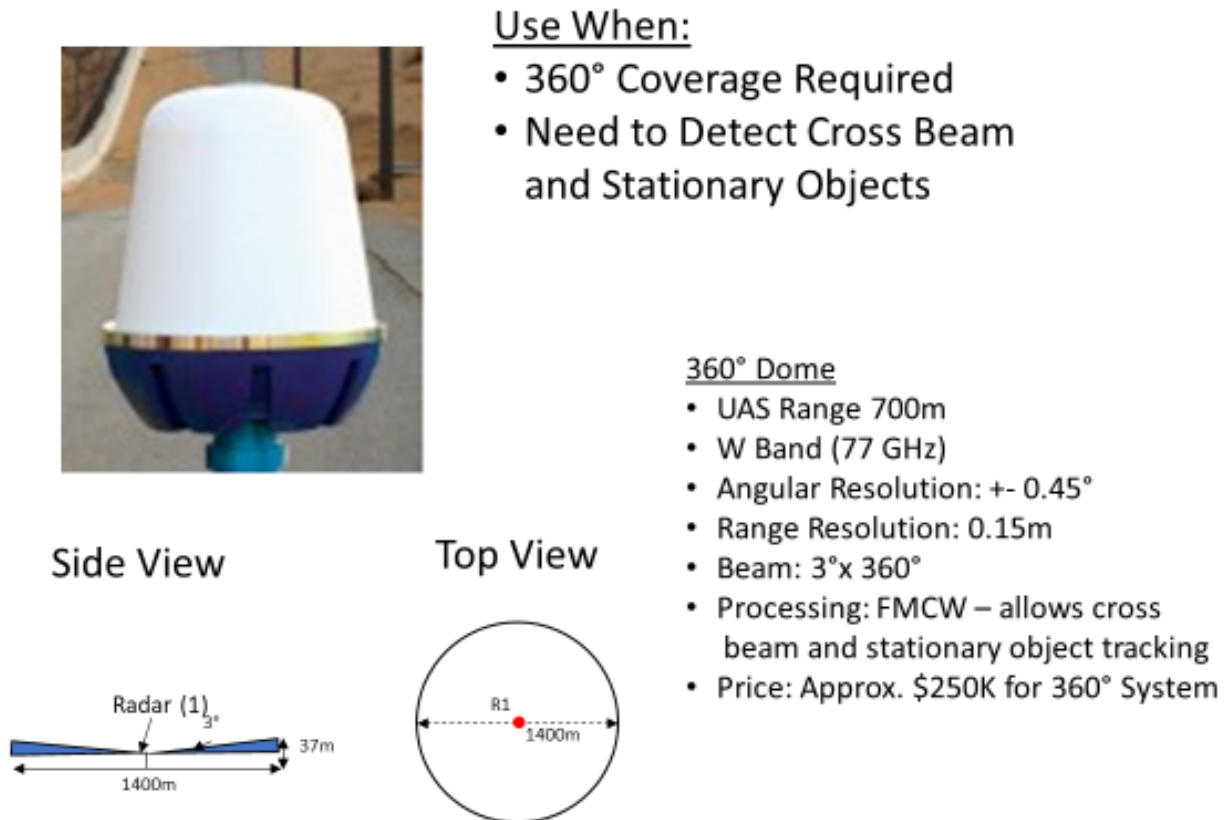 Use When:
• 360° Coverage Required
• Need to Detect Cross Beam
and Stationary Objects
360° Dome
• UAS Range 700m
• W Band (77 GHz)
• Angular Resolution: +- 0.45°
• Range Resolution: 0.15m
• Beam: 3°x 360°
• Processing: FMCW – allows cross
beam and stationary object tracking
• Price: Approx. $250K for 360° System
Side View
Radar (1)
3°
37m
1400m
Top View
R1
1400m